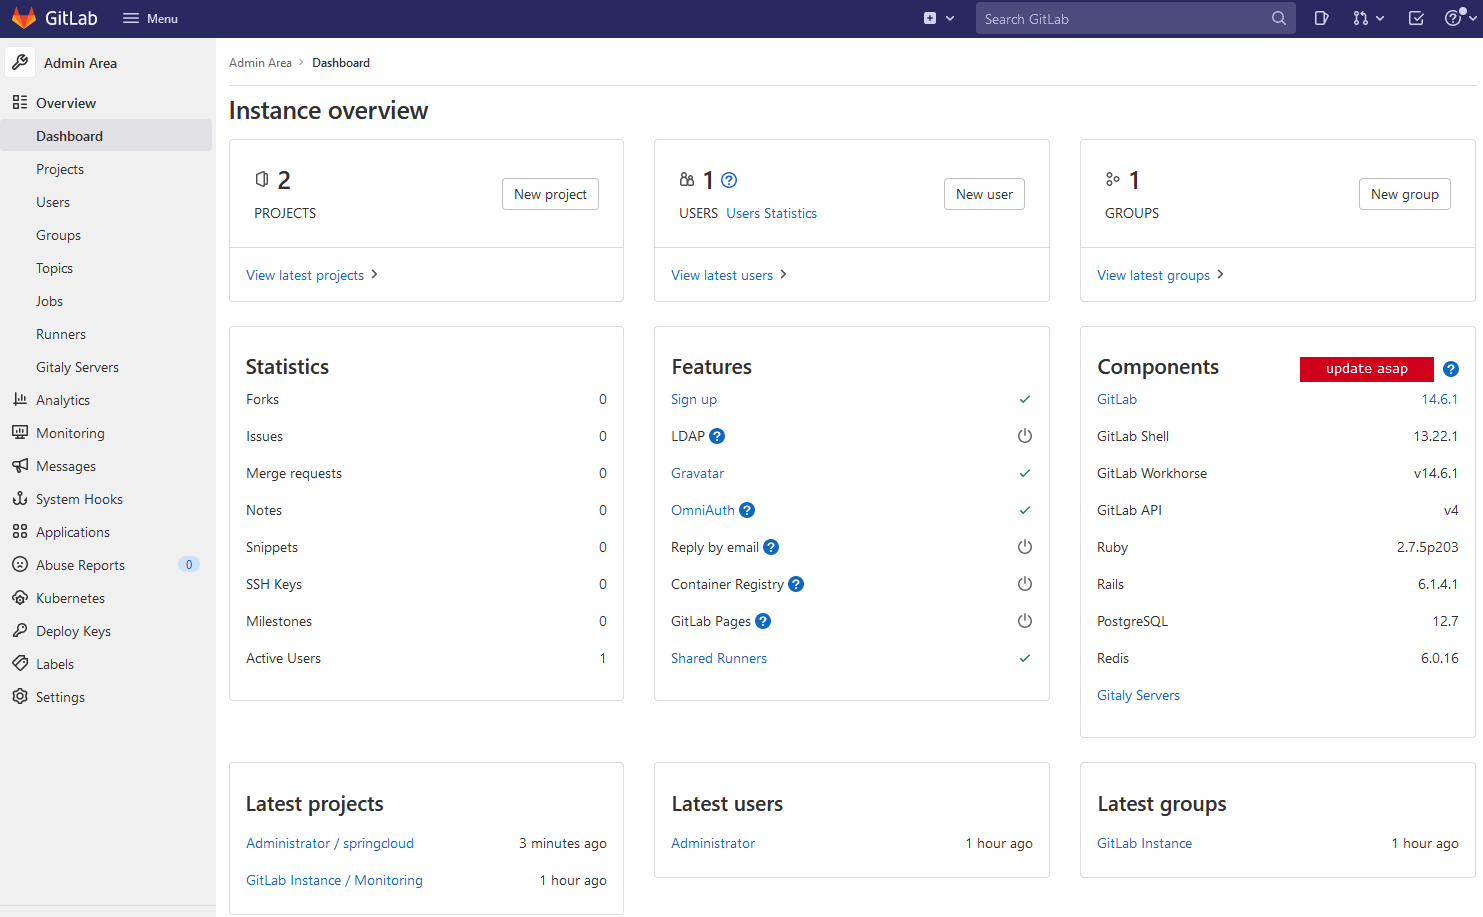 GitLab Menu Search GitLab
Admin Area
Overview
Dashboard
Projects
Users
Groups
Topics
Jobs
Runners
Gitaly Servers
Analytics
Monitoring
Messages
System Hooks
Applications
Abuse Reports 0
Kubernetes
Deploy Keys
Labels
Settings
Admin Area > Dashboard
Instance overview
2
PROJECTS
New project
View latest projects >
1 ?
USERS Users Statistics
New user
View latest users >
1
GROUPS
New group
View latest groups >
Statistics
Forks 0
Issues 0
Merge requests 0
Notes 0
Snippets 0
SSH Keys 0
Milestones 0
Active Users 1
Features
Sign up
LDAP ?
Gravatar
OmniAuth ?
Reply by email ?
Container Registry ?
GitLab Pages ?
Shared Runners
Components update asap ?
GitLab 14.6.1
GitLab Shell 13.22.1
GitLab Workhorse v14.6.1
GitLab API v4
Ruby 2.7.5p203
Rails 6.1.4.1
PostgreSQL 12.7
Redis 6.0.16
Gitaly Servers
Latest projects
Administrator / springcloud 3 minutes ago
GitLab Instance / Monitoring 1 hour ago
Latest users
Administrator 1 hour ago
Latest groups
GitLab Instance 1 hour ago